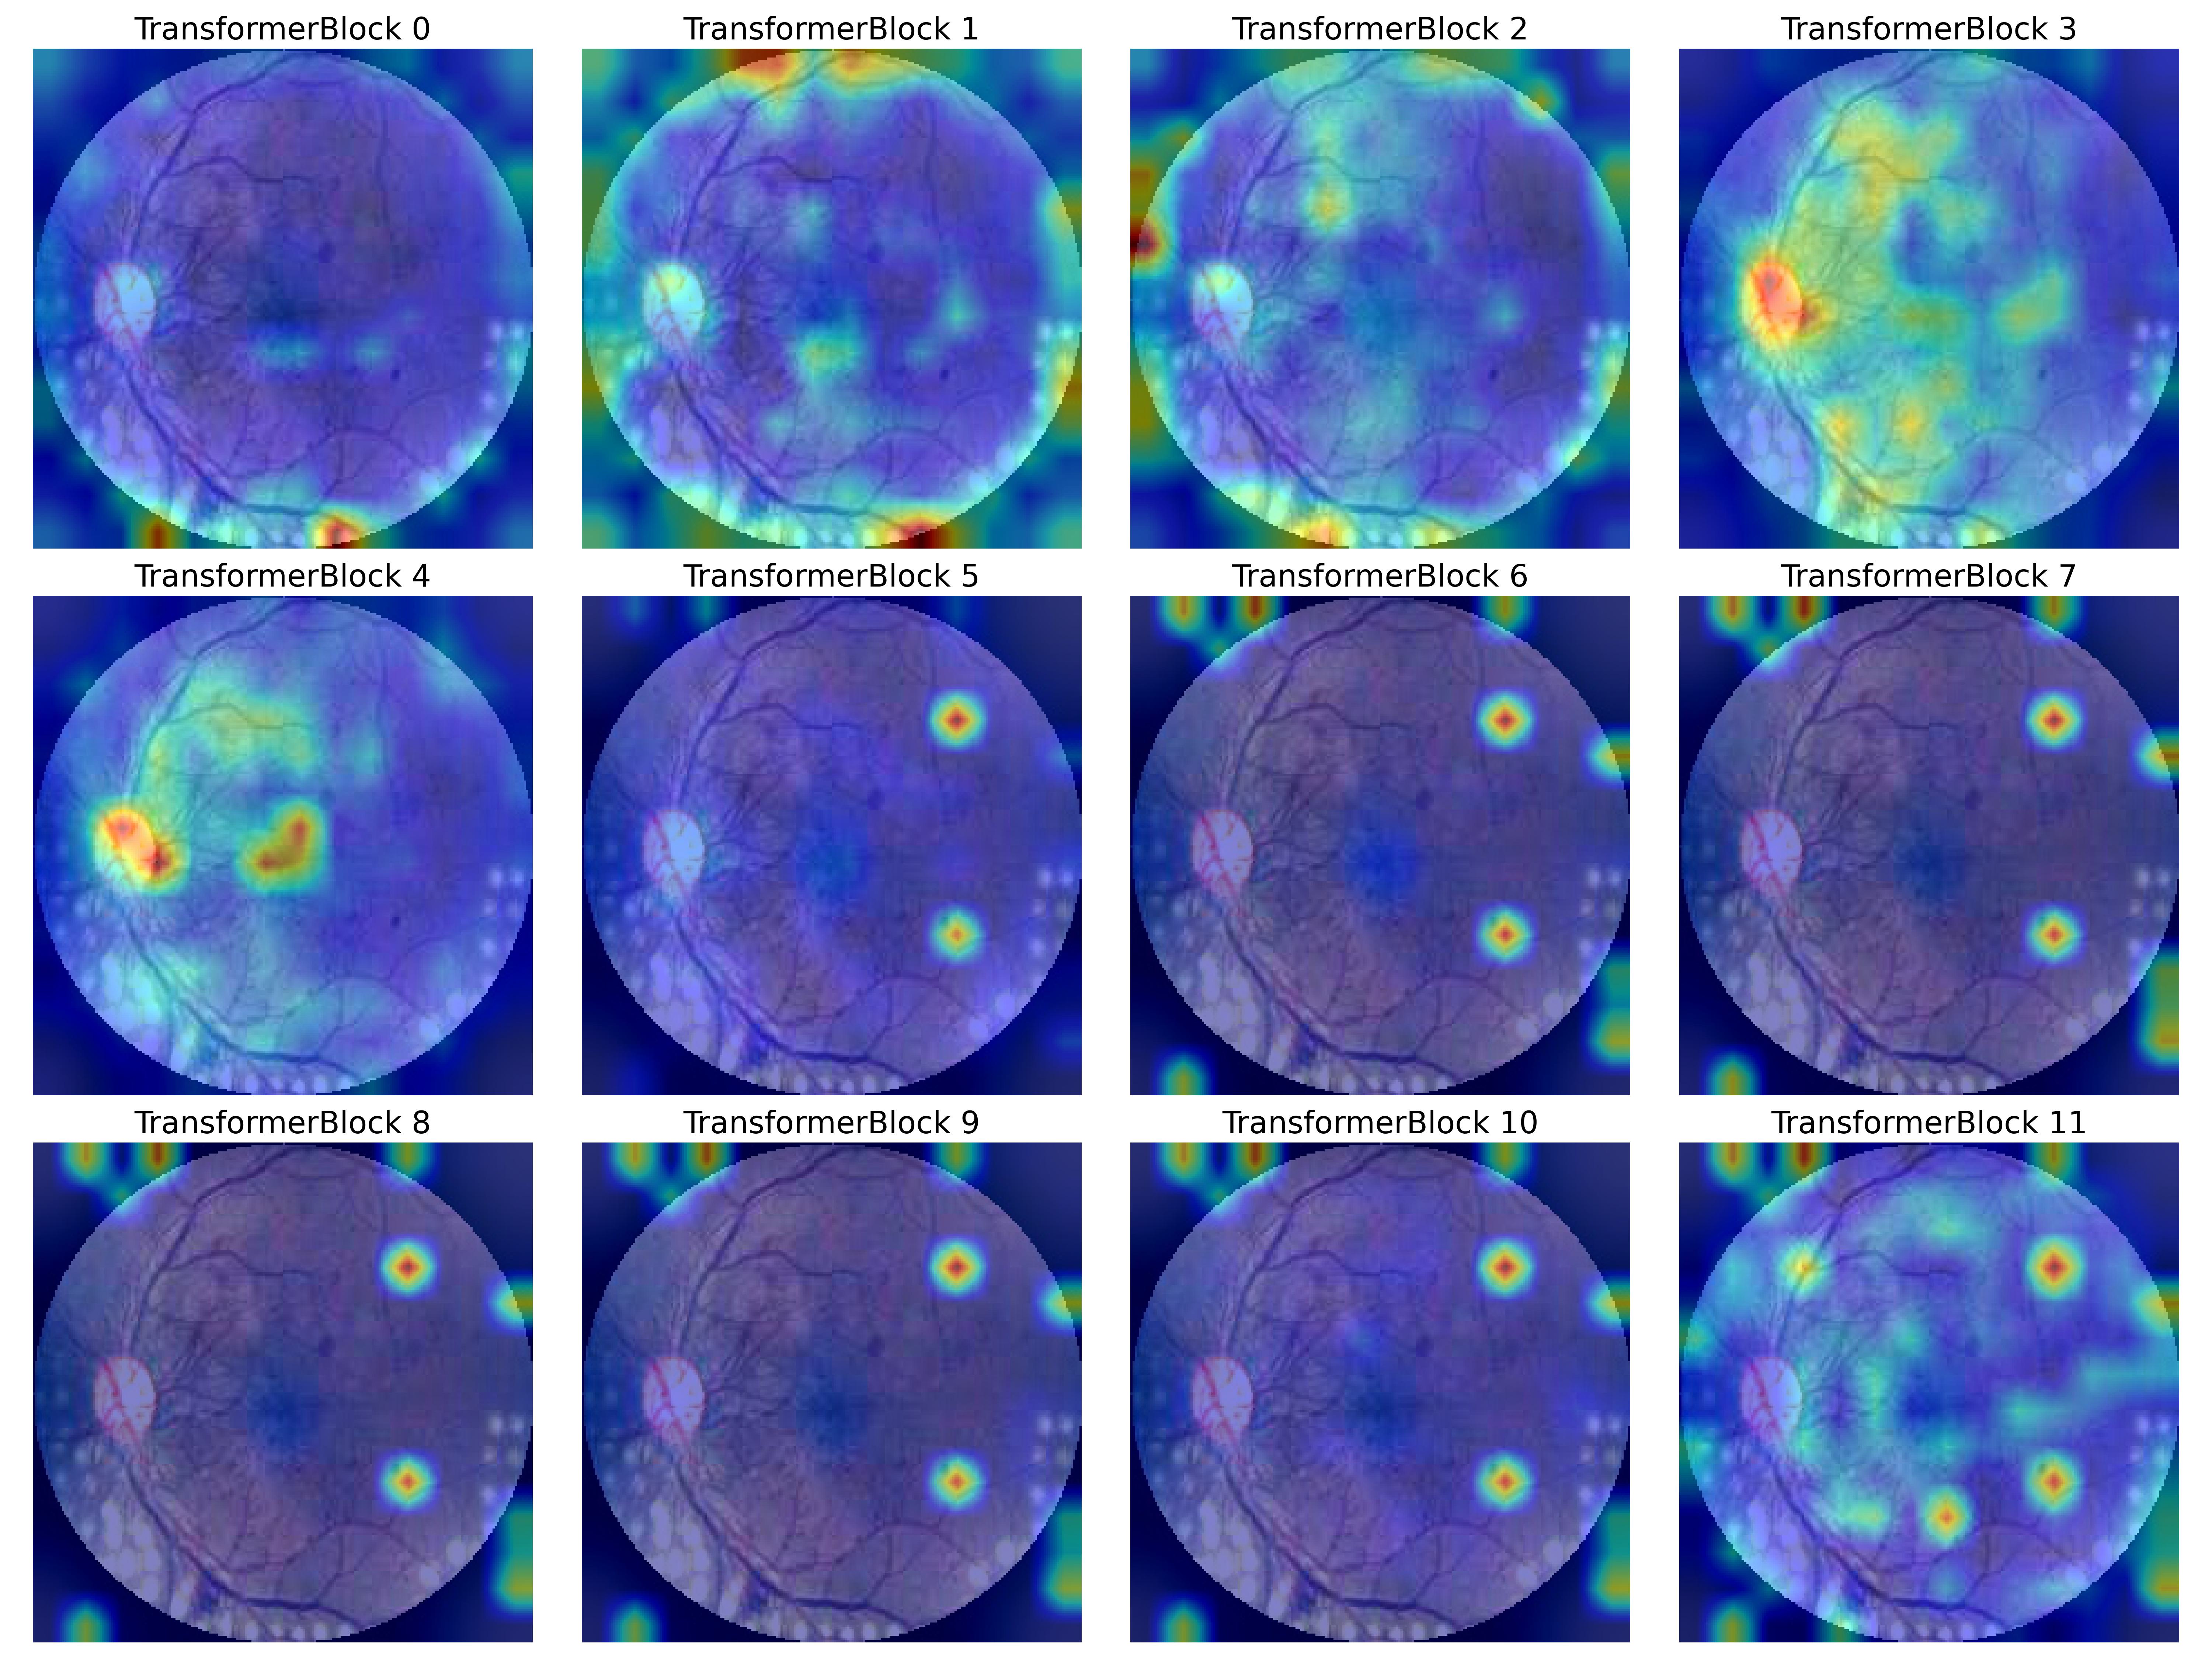 TransformerBlock 0
TransformerBlock 1
TransformerBlock 2
TransformerBlock 3
TransformerBlock 4
TransformerBlock 5
TransformerBlock 6
TransformerBlock 7
TransformerBlock 8
TransformerBlock 9
TransformerBlock 10
TransformerBlock 11